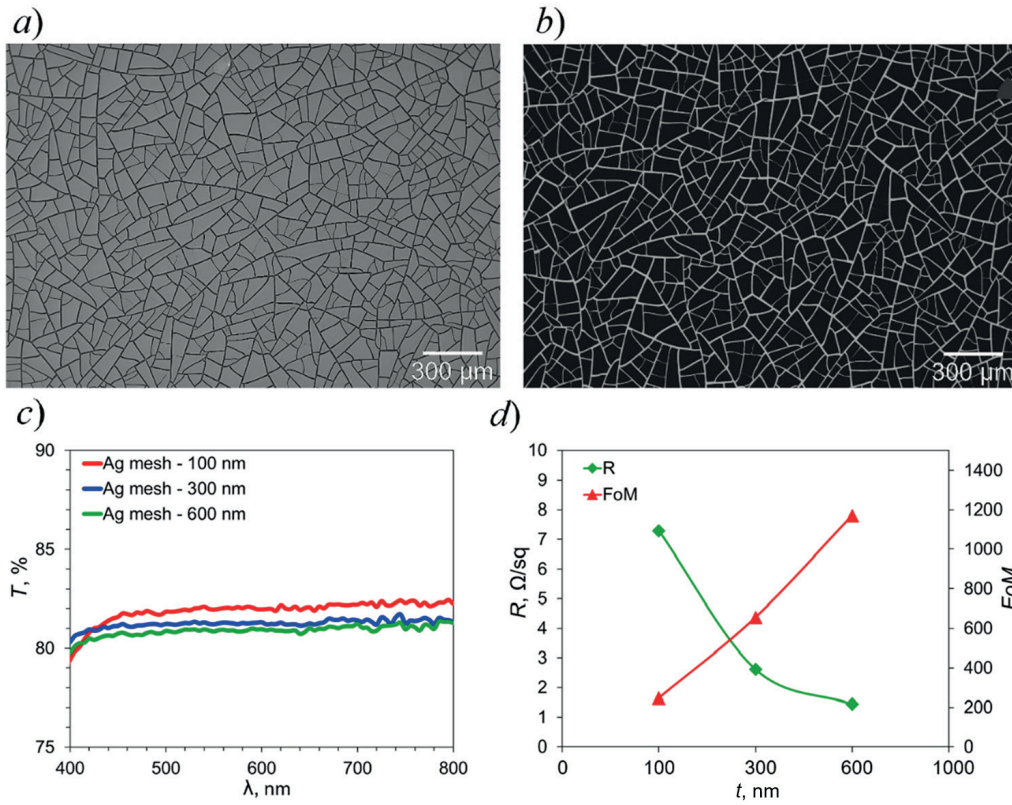 a)
b)
300 µm
300 µm
c)
d)
90
85
80
75
T, %
Ag mesh - 100 nm
Ag mesh - 300 nm
Ag mesh - 600 nm
400 500 600 700 800
λ, nm
10
9
8
7
6
5
4
3
2
1
0
R, Ω/sq
R
FoM
1400
1200
1000
800
600
400
200
0
FoM
0 100 300 600 1000
t, nm